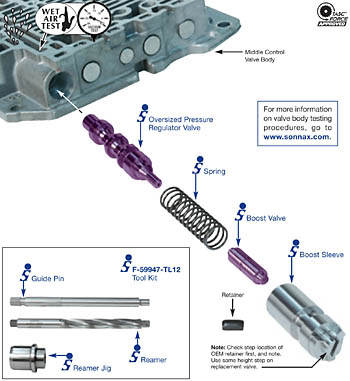 WET
AIR
TEST
TASC
FORCE
APPROVED
Middle Control
Valve Body
For more information
on valve body testing
procedures, go to
www.sonnax.com.
Oversized Pressure
Regulator Valve
Spring
Boost Valve
Boost Sleeve
F-59947-TL12
Tool Kit
Guide Pin
Retainer
Reamer
Reamer Jig
Note: Check step location of
OEM retainer first, and note.
Use same height step on
replacement valve.